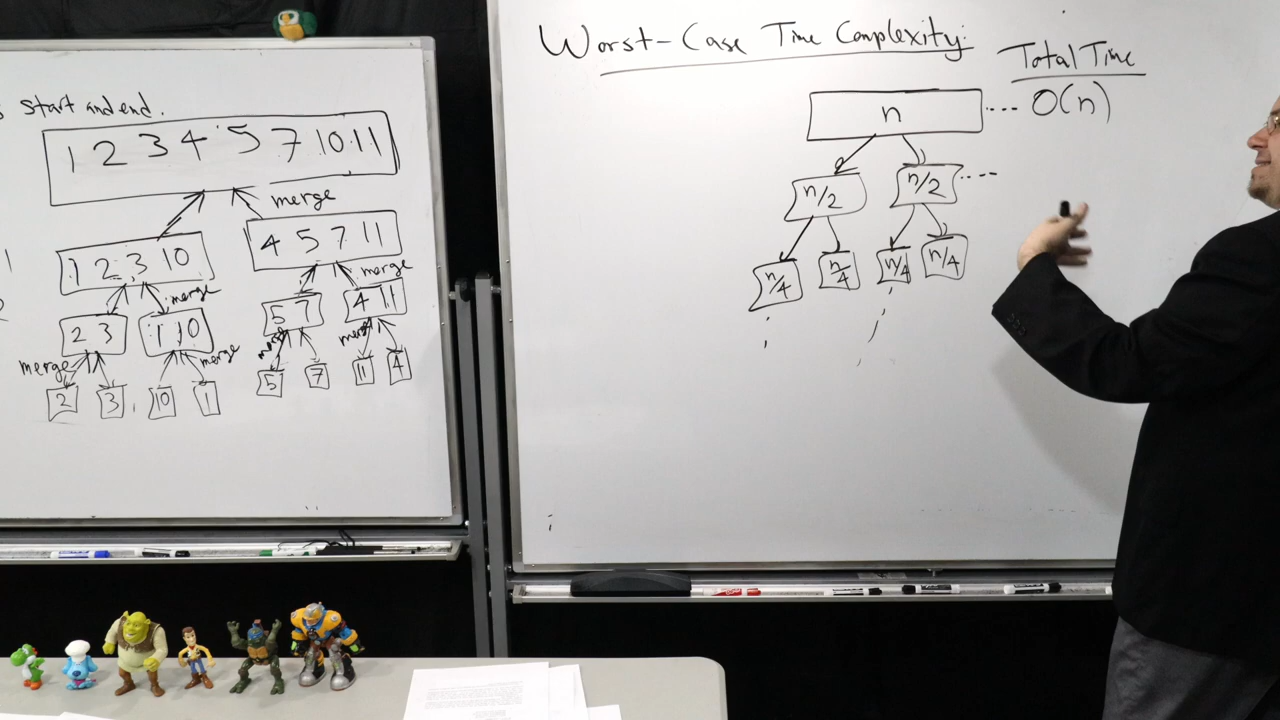 start and end.
1 2 3 4 5 7 10 11
merge
1 2 3 10
4 5 7 11
merge
merge
2 3
1 10
5 7
4 11
merge
merge
merge
merge
2
3
10
1
5
7
11
4
Worst-Case Time Complexity:
Total Time
n
O(n)
n/2
n/2
n/4
n/4
n/4
n/4